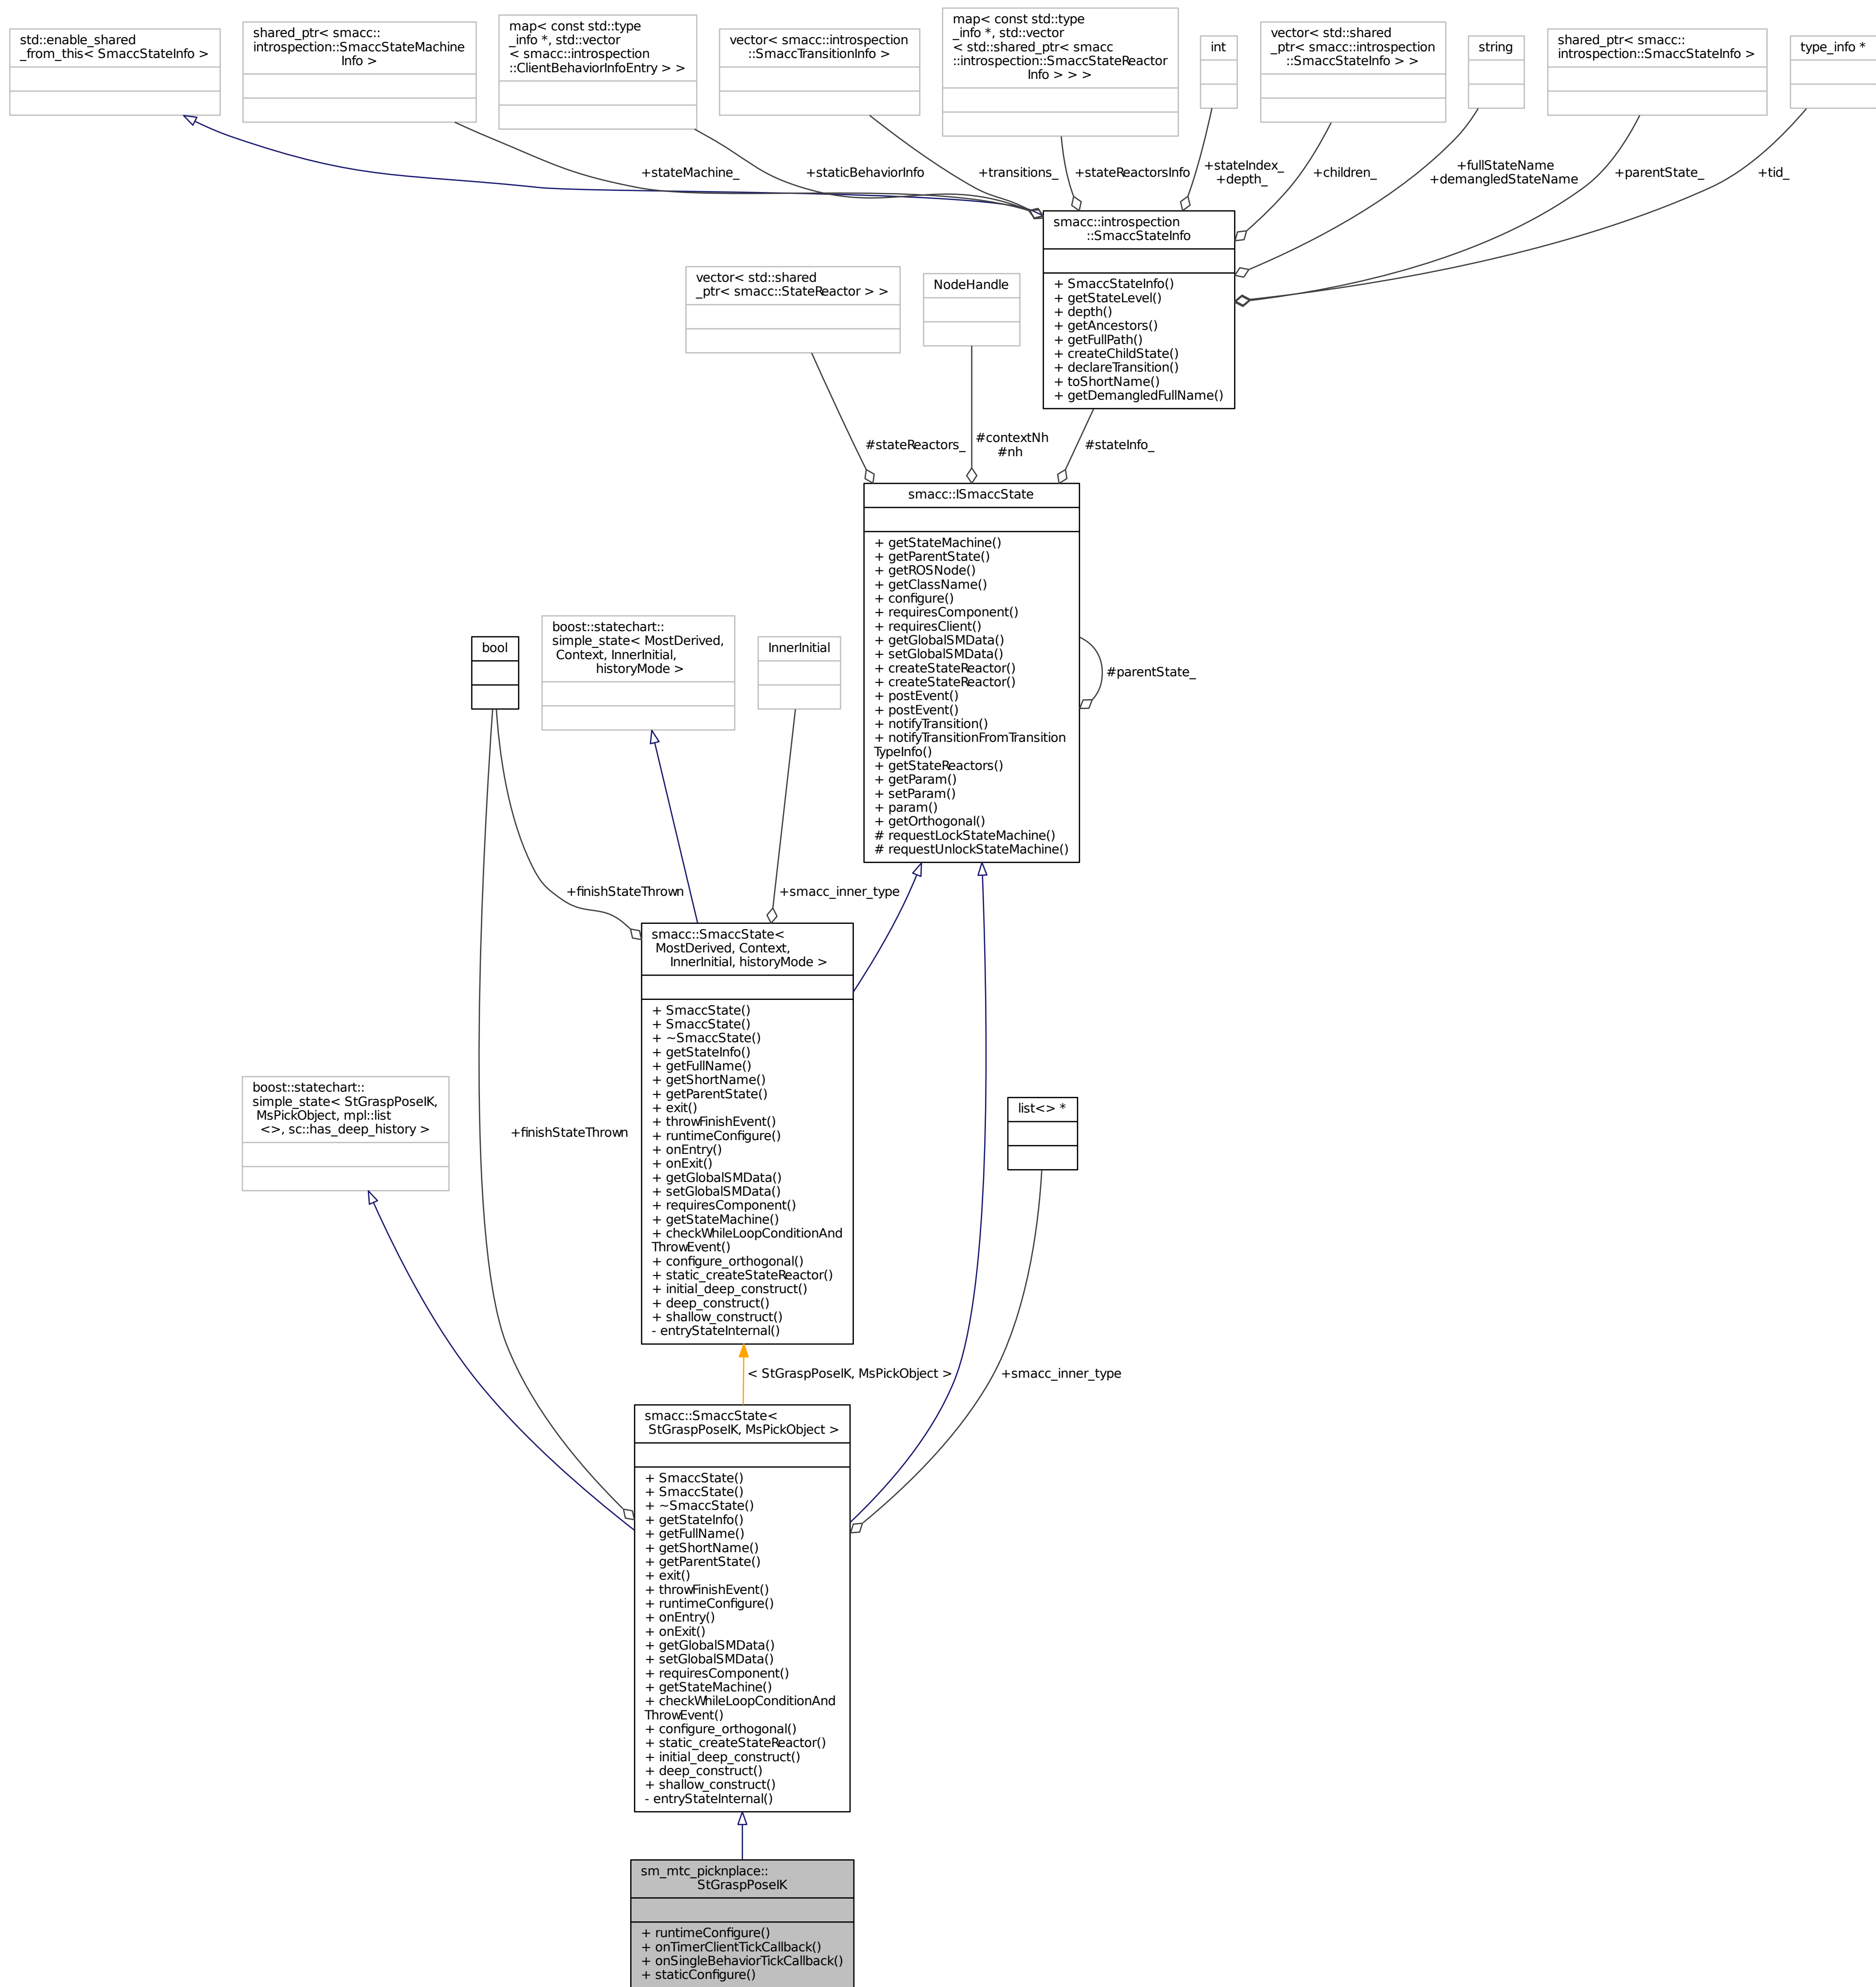 std::enable_shared
_from_this< SmaccStateInfo >
shared_ptr< smacc::
introspection::SmaccStateMachine
Info >
map< const std::type
_info *, std::vector
< smacc::introspection
::ClientBehaviorInfoEntry > >
vector< smacc::introspection
::SmaccTransitionInfo >
map< const std::type
_info *, std::vector
< std::shared_ptr< smacc
::introspection::SmaccStateReactor
Info > > >
int
vector< std::shared
_ptr< smacc::introspection
::SmaccStateInfo > >
string
shared_ptr< smacc::
introspection::SmaccStateInfo >
type_info *
+stateMachine_
+staticBehaviorInfo
+transitions_
+stateReactorsInfo
+stateIndex_
+depth_
+children_
+fullStateName
+demangledStateName
+parentState_
+tid_
smacc::introspection
::SmaccStateInfo
+ SmaccStateInfo()
+ getStateLevel()
+ depth()
+ getAncestors()
+ getFullPath()
+ createChildState()
+ declareTransition()
+ toShortName()
+ getDemangledFullName()
vector< std::shared
_ptr< smacc::StateReactor > >
NodeHandle
#stateReactors_
#contextNh
#nh
#stateInfo_
smacc::ISmaccState
+ getStateMachine()
+ getParentState()
+ getROSNode()
+ getClassName()
+ configure()
+ requiresComponent()
+ requiresClient()
+ getGlobalSMData()
+ setGlobalSMData()
+ createStateReactor()
+ createStateReactor()
+ postEvent()
+ postEvent()
+ notifyTransition()
+ notifyTransitionFromTransition
TypeInfo()
+ getStateReactors()
+ getParam()
+ setParam()
+ param()
+ getOrthogonal()
# requestLockStateMachine()
# requestUnlockStateMachine()
#parentState_
bool
boost::statechart::
simple_state< MostDerived,
Context, InnerInitial,
historyMode >
InnerInitial
+finishStateThrown
+smacc_inner_type
smacc::SmaccState<
MostDerived, Context,
InnerInitial, historyMode >
+ SmaccState()
+ SmaccState()
+ ~SmaccState()
+ getStateInfo()
+ getFullName()
+ getShortName()
+ getParentState()
+ exit()
+ throwFinishEvent()
+ runtimeConfigure()
+ onEntry()
+ onExit()
+ getGlobalSMData()
+ setGlobalSMData()
+ requiresComponent()
+ getStateMachine()
+ checkWhileLoopConditionAnd
ThrowEvent()
+ configure_orthogonal()
+ static_createStateReactor()
+ initial_deep_construct()
+ deep_construct()
+ shallow_construct()
- entryStateInternal()
boost::statechart::
simple_state< StGraspPoseIK,
MsPickObject, mpl::list
<>, sc::has_deep_history >
+finishStateThrown
list<> *
< StGraspPoseIK, MsPickObject >
+smacc_inner_type
smacc::SmaccState<
StGraspPoseIK, MsPickObject >
+ SmaccState()
+ SmaccState()
+ ~SmaccState()
+ getStateInfo()
+ getFullName()
+ getShortName()
+ getParentState()
+ exit()
+ throwFinishEvent()
+ runtimeConfigure()
+ onEntry()
+ onExit()
+ getGlobalSMData()
+ setGlobalSMData()
+ requiresComponent()
+ getStateMachine()
+ checkWhileLoopConditionAnd
ThrowEvent()
+ configure_orthogonal()
+ static_createStateReactor()
+ initial_deep_construct()
+ deep_construct()
+ shallow_construct()
- entryStateInternal()
sm_mtc_picknplace::
StGraspPoseIK
+ runtimeConfigure()
+ onTimerClientTickCallback()
+ onSingleBehaviorTickCallback()
+ staticConfigure()